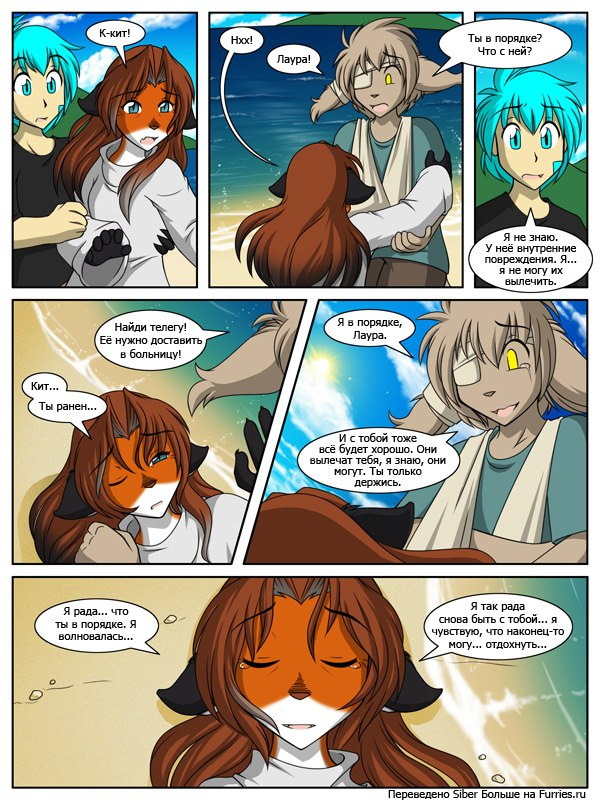 К-кит!
Нхх!
Лаура!
Ты в порядке?
Что с ней?
Я не знаю.
У неё внутренние
повреждения. Я...
я не могу их
вылечить.
Найди телегу!
Её нужно доставить
в больницу!
Кит...
Ты ранен...
Я в порядке,
Лаура.
И с тобой тоже
всё будет хорошо. Они
вылечат тебя, я знаю, они
могут. Ты только
держись.
Я рада... что
ты в порядке. Я
волновалась...
Я так рада
снова быть с тобой... я
чувствую, что наконец-то
могу... отдохнуть...
Переведено Siber Больше на Furries.ru